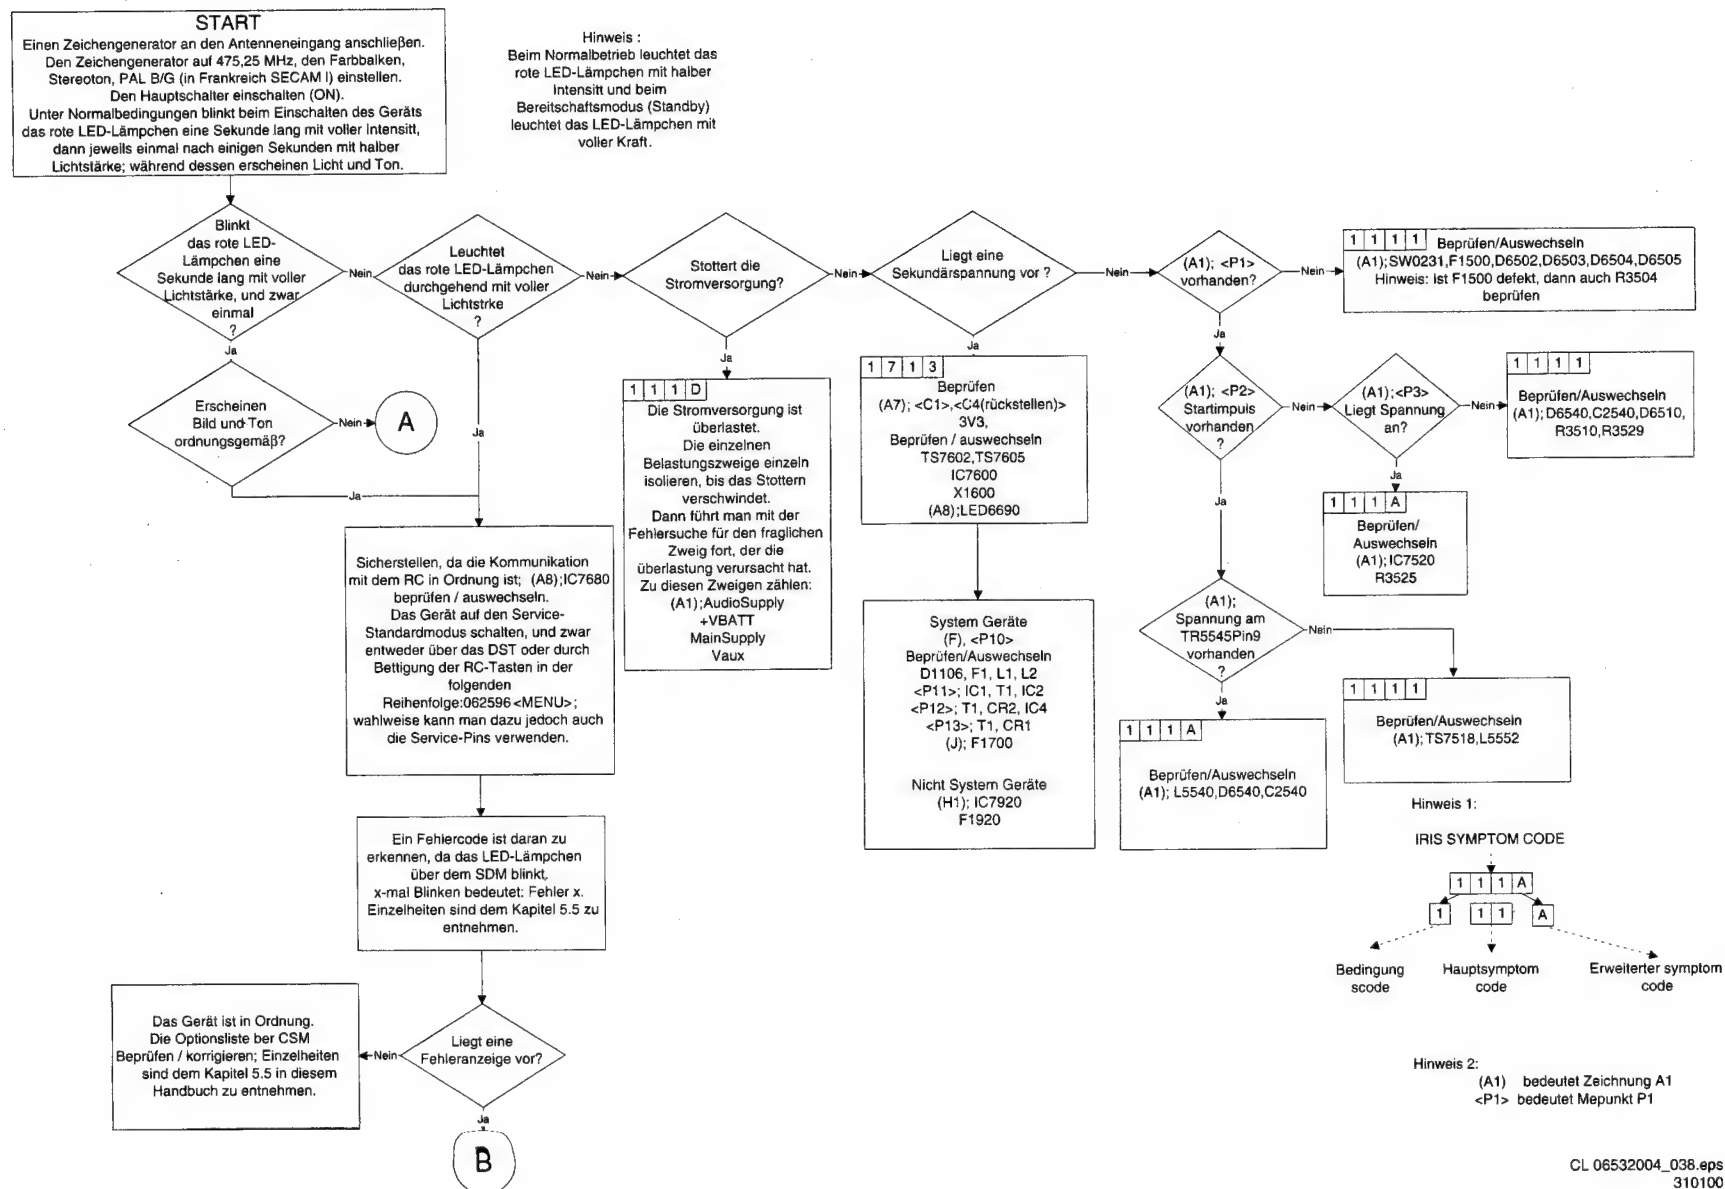 START
Einen Zeichengenerator an den Antenneneingang anschließen.
Den Zeichengenerator auf 475,25 MHz, den Farbbalken,
Stereoton, PAL B/G (in Frankreich SECAM I) einstellen.
Den Hauptschalter einschalten (ON).
Unter Normalbedingungen blinkt beim Einschalten des Geräts
das rote LED-Lämpchen eine Sekunde lang mit voller Intensitt,
dann jeweils einmal nach einigen Sekunden mit halber
Lichtstärke; während dessen erscheinen Licht und Ton.
Hinweis :
Beim Normalbetrieb leuchtet das
rote LED-Lämpchen mit halber
Intensitt und beim
Bereitschaftsmodus (Standby)
leuchtet das LED-Lämpchen mit
voller Kraft.
Blinkt
das rote LED-
Lämpchen eine
Sekunde lang mit voller
Lichtstärke, und zwar
einmal
?
Nein
Ja
Leuchtet
das rote LED-Lämpchen
durchgehend mit voller
Lichtstrke
?
Nein
Ja
Stottert die
Stromversorgung?
Nein
Ja
Liegt eine
Sekundärspannung vor ?
Nein
Ja
(A1); <P1>
vorhanden?
Nein
Ja
1 1 1 1
Beprüfen/Auswechseln
(A1);SW0231,F1500,D6502,D6503,D6504,D6505
Hinweis: ist F1500 defekt, dann auch R3504
beprüfen
Erscheinen
Bild und Ton
ordnungsgemäß?
Nein
A
Ja
1 1 1 D
Die Stromversorgung ist
überlastet.
Die einzelnen
Belastungszweige einzeln
isolieren, bis das Stottern
verschwindet.
Dann führt man mit der
Fehlersuche für den fraglichen
Zweig fort, der die
überlastung verursacht hat.
Zu diesen Zweigen zählen:
(A1);AudioSupply
+VBATT
MainSupply
Vaux
1 7 1 3
Beprüfen
(A7); <C1>,<C4(rückstellen)>
3V3,
Beprüfen / auswechseln
TS7602,TS7605
IC7600
X1600
(A8);LED6690
(A1); <P2>
Startimpuls
vorhanden
?
Nein
Ja
(A1);<P3>
Liegt Spannung
an?
Nein
Ja
1 1 1 1
Beprüfen/Auswechseln
(A1); D6540,C2540,D6510,
R3510,R3529
1 1 1 A
Beprüfen/
Auswechseln
(A1); IC7520
R3525
Sicherstellen, da die Kommunikation
mit dem RC in Ordnung ist; (A8);IC7680
beprüfen / auswechseln.
Das Gerät auf den Service-
Standardmodus schalten, und zwar
entweder über das DST oder durch
Bettigung der RC-Tasten in der
folgenden
Reihenfolge:062596<MENU>;
wahlweise kann man dazu jedoch auch
die Service-Pins verwenden.
System Geräte
(F), <P10>
Beprüfen/Auswechseln
D1106, F1, L1, L2
<P11>; IC1, T1, IC2
<P12>; T1, CR2, IC4
<P13>; T1, CR1
(J); F1700
Nicht System Geräte
(H1); IC7920
F1920
(A1);
Spannung am
TR5545Pin9
vorhanden
?
Nein
Ja
1 1 1 1
Beprüfen/Auswechseln
(A1); TS7518,L5552
1 1 1 A
Beprüfen/Auswechseln
(A1); L5540,D6540,C2540
Ein Fehlercode ist daran zu
erkennen, da das LED-Lämpchen
über dem SDM blinkt,
x-mal Blinken bedeutet: Fehler x.
Einzelheiten sind dem Kapitel 5.5 zu
entnehmen.
Liegt eine
Fehleranzeige vor?
Nein
Ja
B
Das Gerät ist in Ordnung.
Die Optionsliste ber CSM
Beprüfen / korrigieren; Einzelheiten
sind dem Kapitel 5.5 in diesem
Handbuch zu entnehmen.
Hinweis 1:
IRIS SYMPTOM CODE
1 1 1 A
1 1 1 A
Bedingung
scode
Hauptsymptom
code
Erweiterter symptom
code
Hinweis 2:
(A1) bedeutet Zeichnung A1
<P1> bedeutet Mepunkt P1
CL 06532004_038.eps
310100